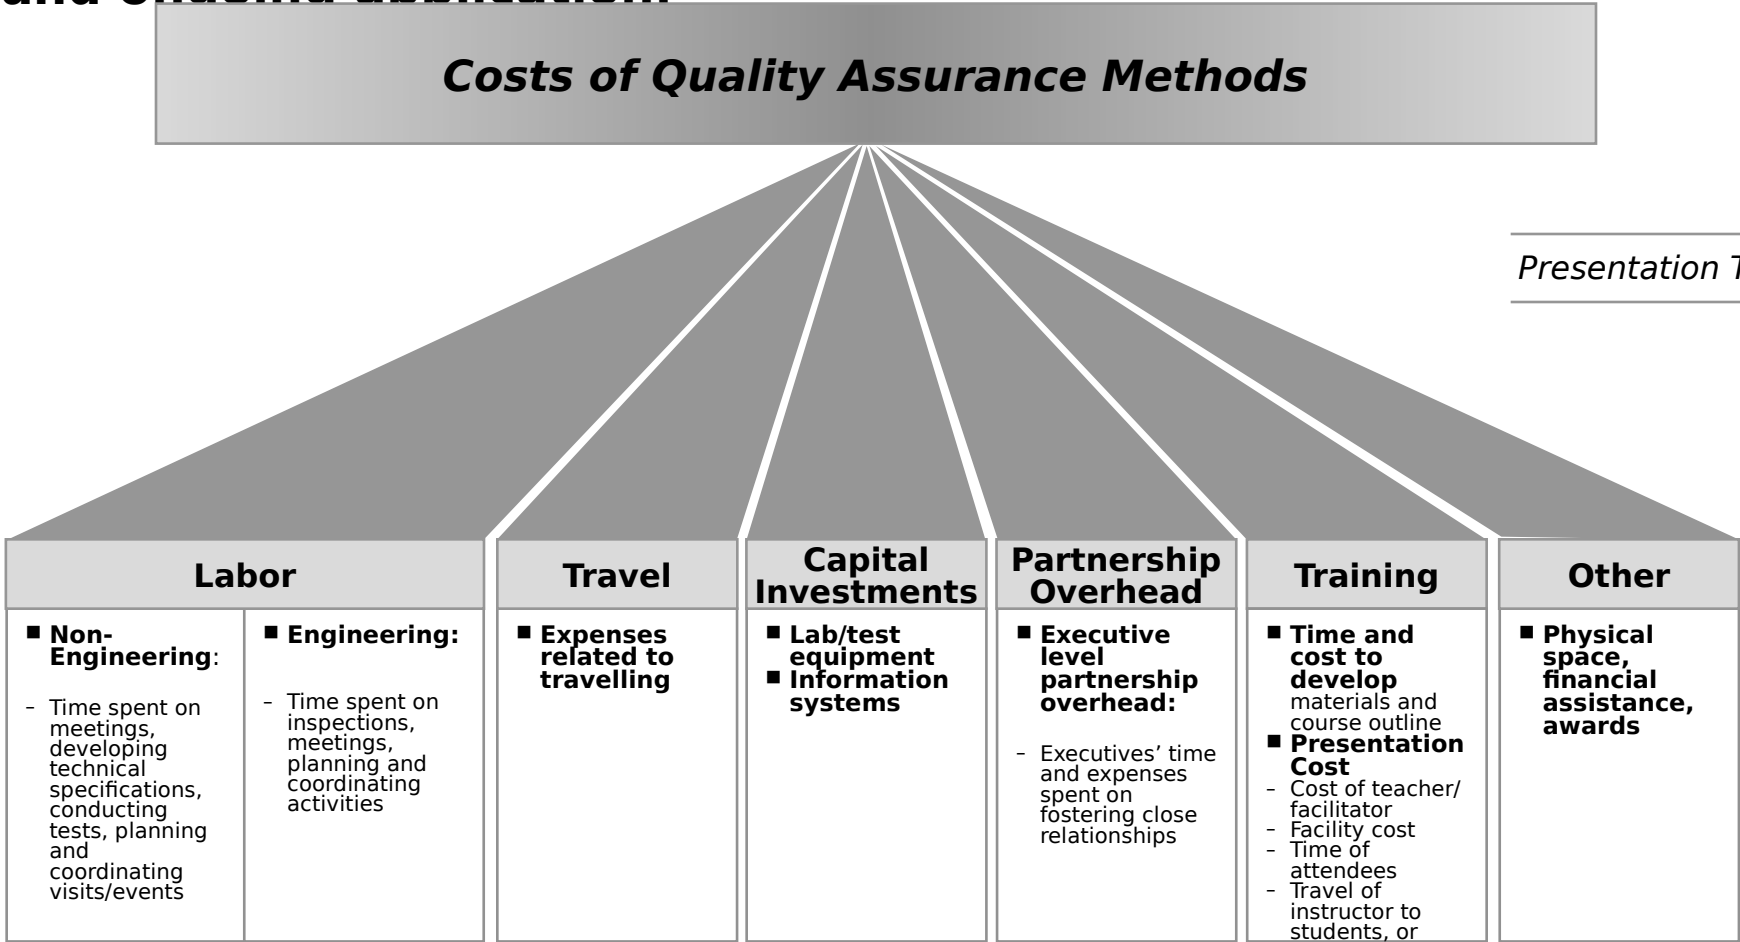 and ongoing application.
Costs of Quality Assurance Methods
Presentation
Labor
■ Non-
Engineering:
– Time spent on
meetings,
developing
technical
specifications,
conducting
tests, planning
and
coordinating
visits/events
■ Engineering:
– Time spent on
inspections,
meetings,
planning and
coordinating
activities
Travel
■ Expenses
related to
travelling
Capital
Investments
■ Lab/test
equipment
■ Information
systems
Partnership
Overhead
■ Executive
level
partnership
overhead:
– Executives’ time
and expenses
spent on
fostering close
relationships
Training
■ Time and
cost to
develop
materials and
course outline
■ Presentation
Cost
– Cost of teacher/
facilitator
– Facility cost
– Time of
attendees
– Travel of
instructor to
students, or
Other
■ Physical
space,
financial
assistance,
awards